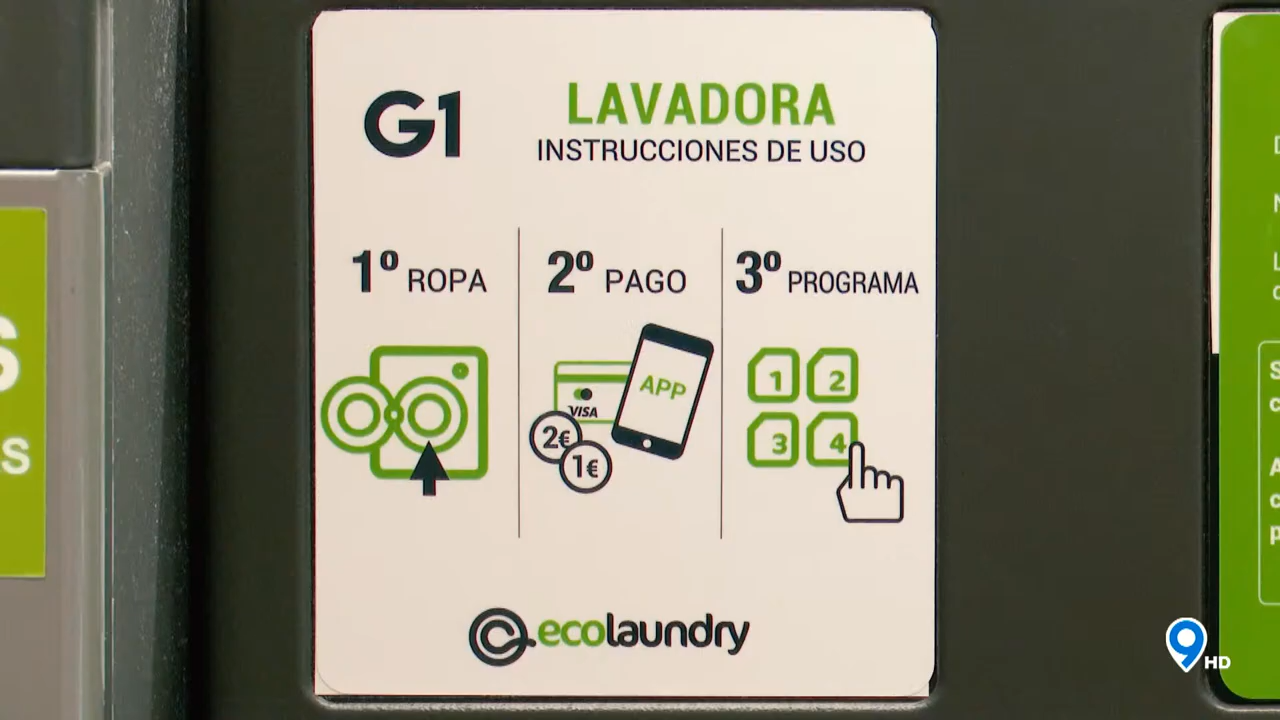 G1
LAVADORA
INSTRUCCIONES DE USO
1º ROPA
2º PAGO
3º PROGRAMA
APP
VISA
2€
1€
1
2
3
4
ecolaundry
9
HD